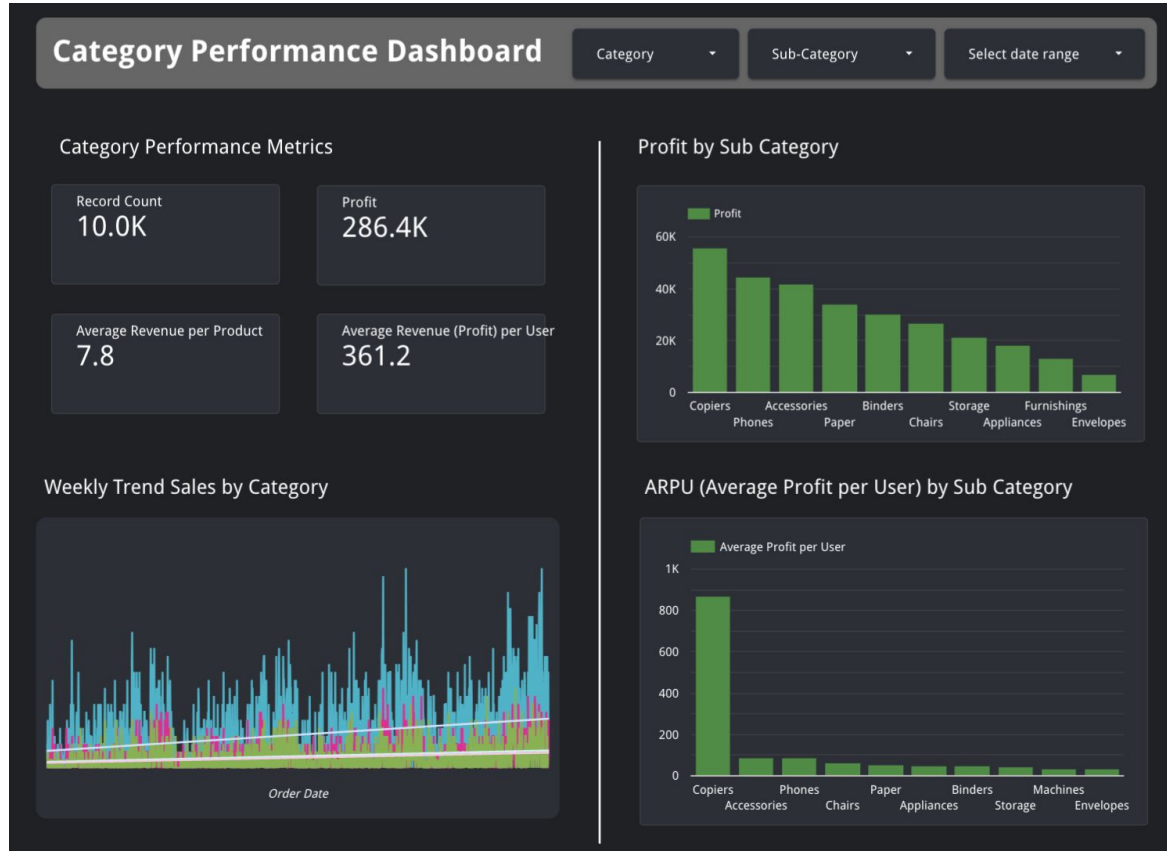 Category Performance Dashboard
Category
Sub-Category
Select date range
Category Performance Metrics
Record Count
10.0K
Profit
286.4K
Average Revenue per Product
7.8
Average Revenue (Profit) per User
361.2
Weekly Trend Sales by Category
Order Date
Profit by Sub Category
Profit
60K
40K
20K
0
Copiers
Phones
Accessories
Paper
Binders
Chairs
Storage
Appliances
Furnishings
Envelopes
ARPU (Average Profit per User) by Sub Category
Average Profit per User
1K
800
600
400
200
0
Copiers
Accessories
Phones
Chairs
Paper
Appliances
Binders
Storage
Machines
Envelopes